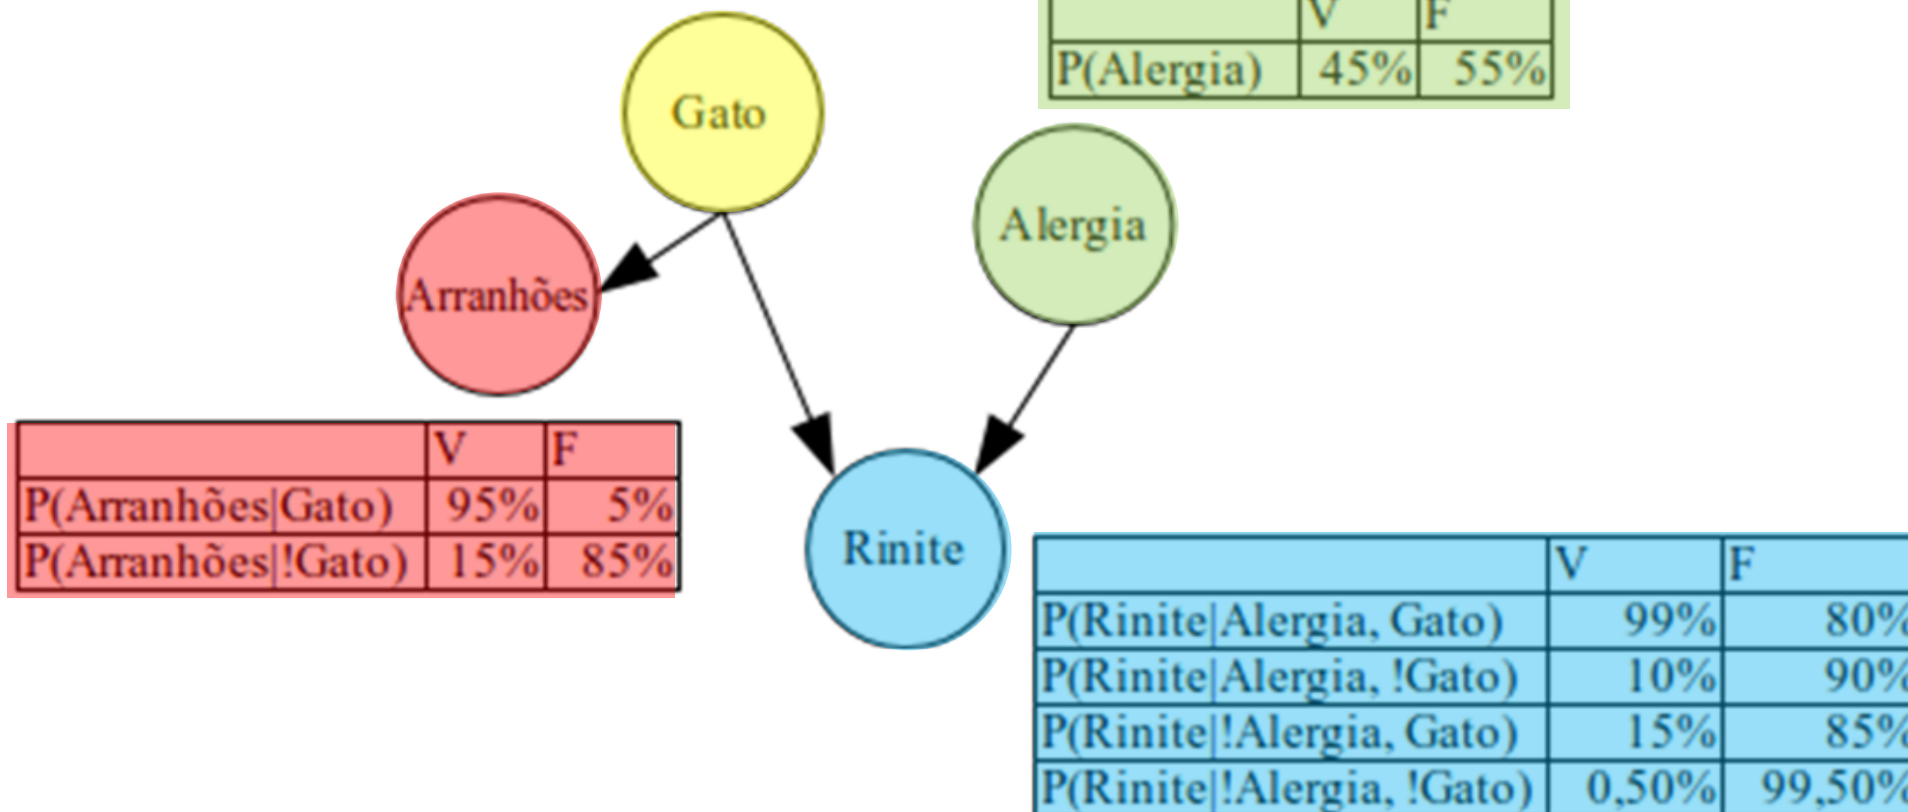 V F
P(Alergia) 45% 55%
Gato
Alergia
Arranhões
V F
P(Arranhões|Gato) 95% 5%
P(Arranhões|!Gato) 15% 85%
Rinite
V F
P(Rinite|Alergia, Gato) 99% 80%
P(Rinite|Alergia, !Gato) 10% 90%
P(Rinite|!Alergia, Gato) 15% 85%
P(Rinite|!Alergia, !Gato) 0,50% 99,50%